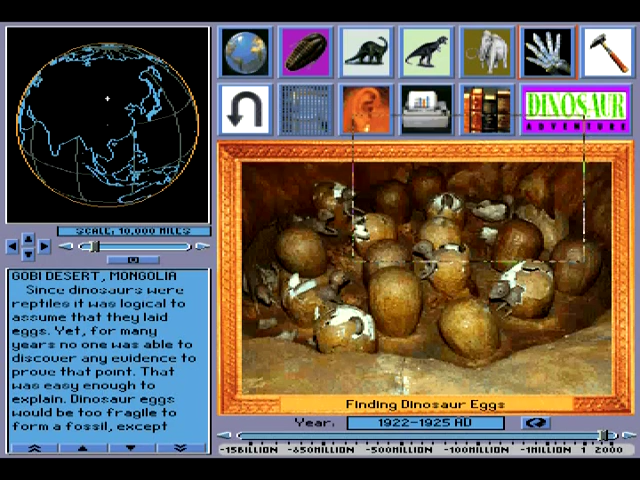 DINOSAUR
ADVENTURE
SCALE: 10,000 MILES
GOBI DESERT, MONGOLIA
Since dinosaurs were
reptiles it was logical to
assume that they laid
eggs. Yet, for many
years no one was able to
discover any evidence to
prove that point. That
was easy enough to
explain. Dinosaur eggs
would be too fragile to
form a fossil, except
Finding Dinosaur Eggs
Year: 1922-1925 AD
-15BILLION -650MILLION -500MILLION -100MILLION -1MILLION 1 2000